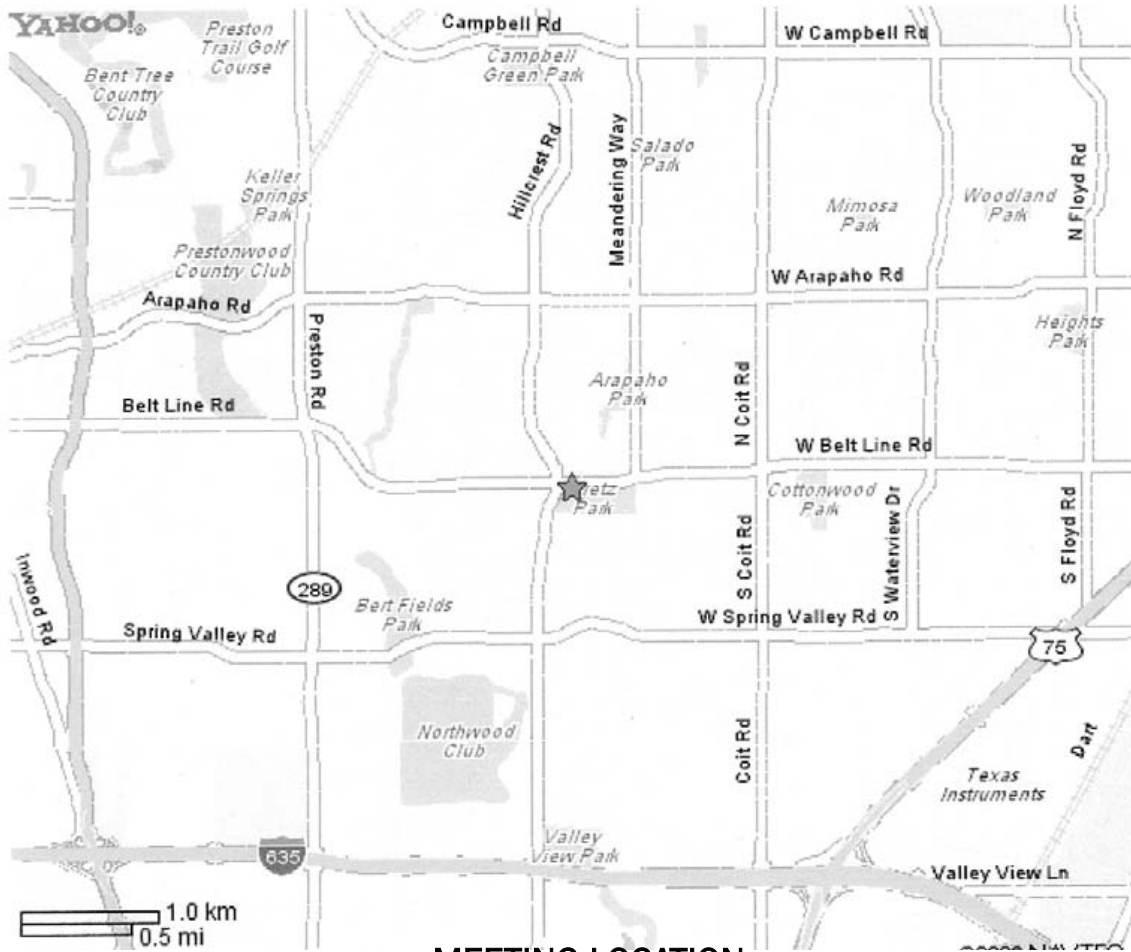 YAHOO!®
Campbell Rd
W Campbell Rd
Preston
Trail Golf
Course
Campbell
Green Park
Bent Tree
Country
Club
Hillcrest Rd
Meandering Way
Salado
Park
N Floyd Rd
Keller
Springs
Park
Mimosa
Park
Woodland
Park
Prestonwood
Country Club
Arapaho Rd
W Arapaho Rd
Preston Rd
Heights
Park
Arapaho
Park
N Coit Rd
Belt Line Rd
W Belt Line Rd
Park
Cottonwood
Park
S Coit Rd
S Waterview Dr
S Floyd Rd
Inwood Rd
289
Bert Fields
Park
Spring Valley Rd
W Spring Valley Rd
75
Northwood
Club
Coit Rd
Dart
Texas
Instruments
Valley
View Park
635
Valley View Ln
1.0 km
0.5 mi
MEETING LOCATION